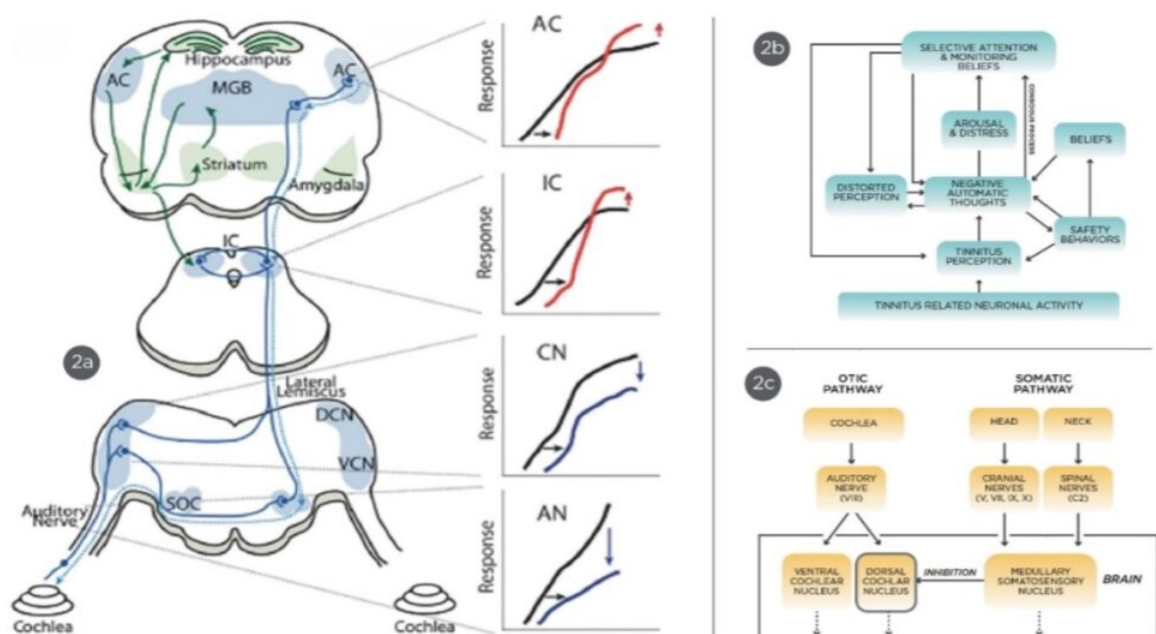 AC
Hippocampus
MGB
AC
Striatum
Amygdala
IC
2a
Lateral
Lemiscus
DCN
VCN
SOC
Auditory
Nerve
Cochlea
Cochlea
AC
Response
IC
Response
CN
Response
AN
Response
2b
SELECTIVE ATTENTION
& MONITORING
BELIEFS
CONSCIOUS PROCESS
AROUSAL
& DISTRESS
BELIEFS
DISTORTED
PERCEPTION
NEGATIVE
AUTOMATIC
THOUGHTS
SAFETY
BEHAVIORS
TINNITUS
PERCEPTION
TINNITUS RELATED NEURONAL ACTIVITY
2c
OTIC
PATHWAY
SOMATIC
PATHWAY
COCHLEA
HEAD
NECK
AUDITORY
NERVE
(VIII)
CRANIAL
NERVES
(V, VII, IX, X)
SPINAL
NERVES
(C2)
VENTRAL
COCHLEAR
NUCLEUS
DORSAL
COCHLAR
NUCLEUS
INHIBITION
MEDULLARY
SOMATOSENSORY
NUCLEUS
BRAIN